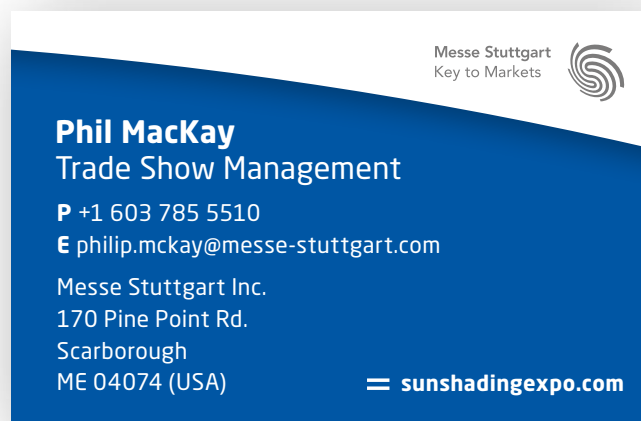 Messe Stuttgart
Key to Markets
Phil MacKay
Trade Show Management
P +1 603 785 5510
E philip.mckay@messe-stuttgart.com
Messe Stuttgart Inc.
170 Pine Point Rd.
Scarborough
ME 04074 (USA)
= sunshadingexpo.com